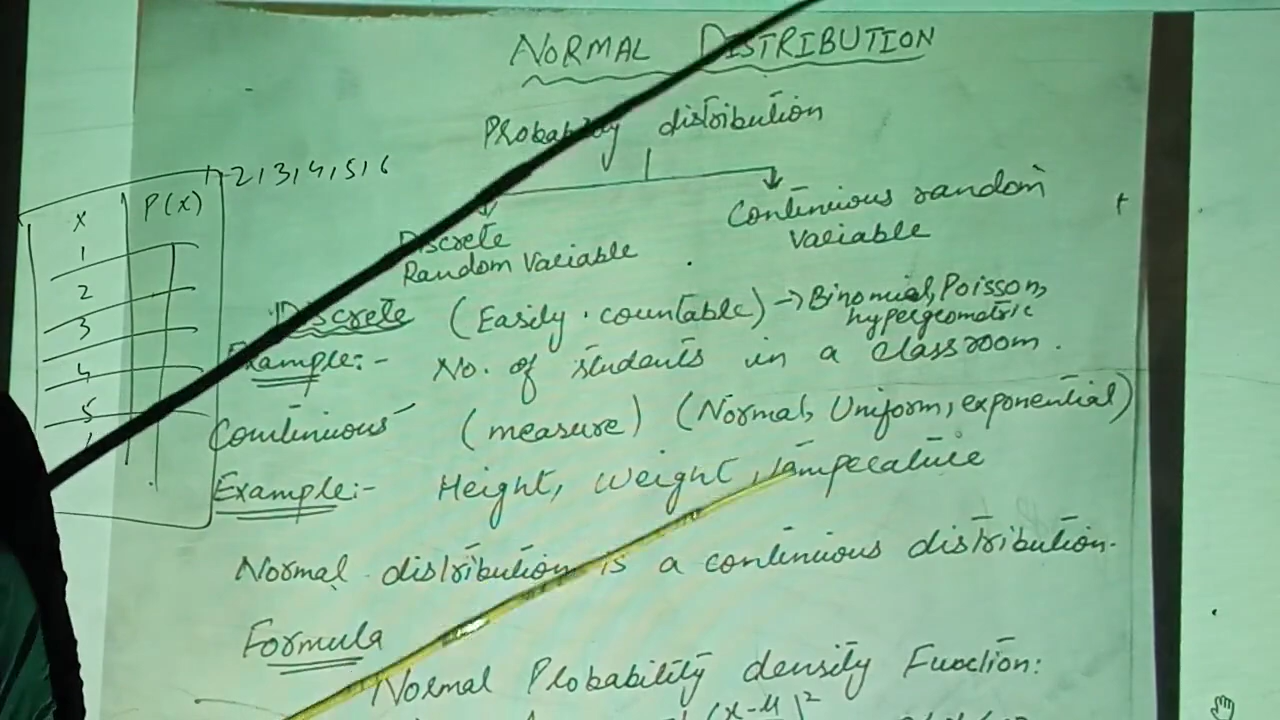 NORMAL DISTRIBUTION
Probability distribution
1, 2, 3, 4, 5, 6
x P(x)
1
2
3
4
5
Discrete
Random Variable
Continuous random
Variable
Discrete (Easily countable) → Binomial, Poisson,
hypergeometric
Example:- No. of students in a classroom.
Continuous (measure) (Normal, Uniform, exponential)
Example:- Height, Weight, Temperature
Normal distribution is a continuous distribution.
Formula
Normal Probability density Function:
(x-μ)²